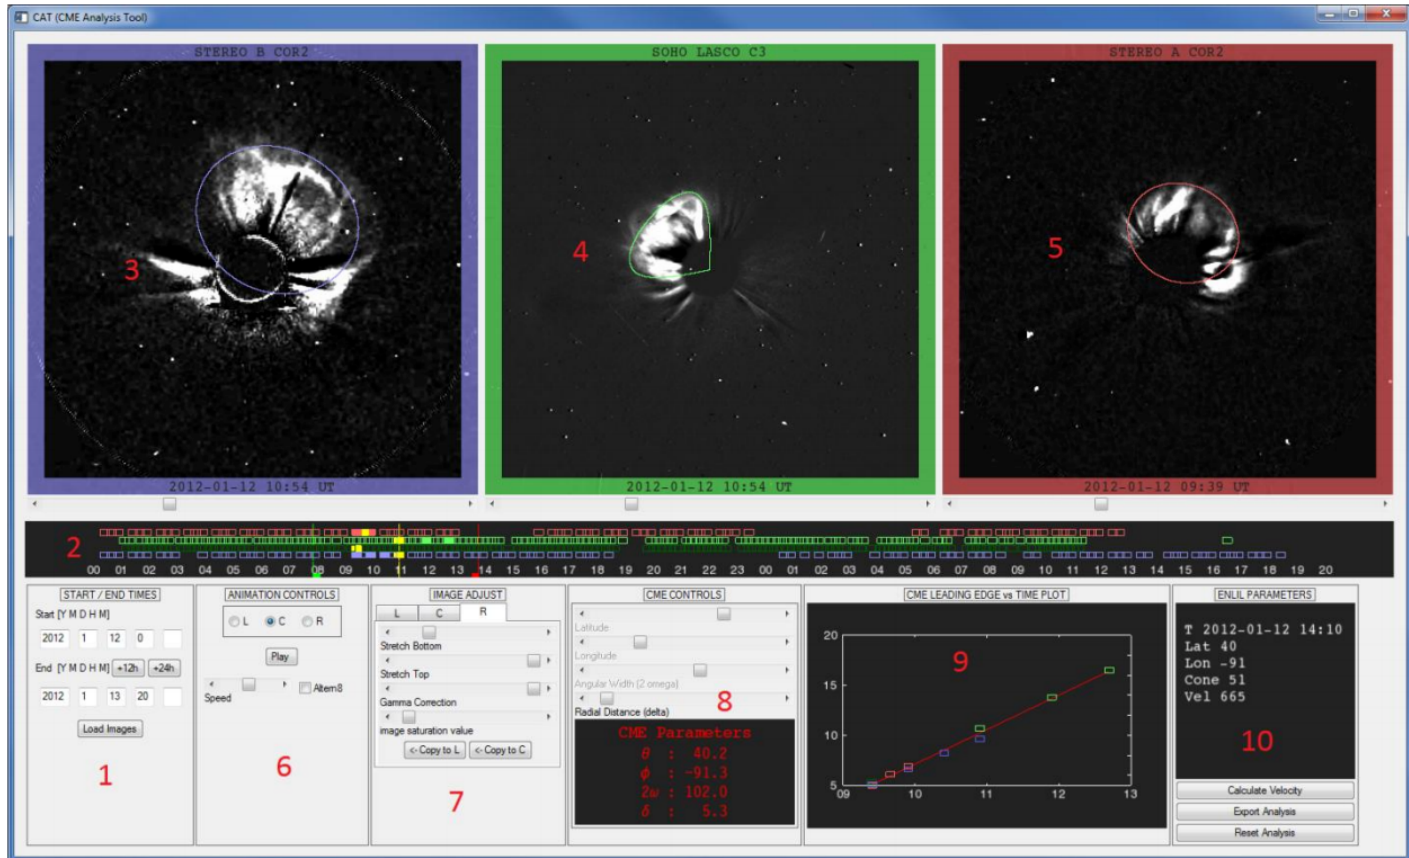 CAT (CME Analysis Tool)
STEREO B COR2
SOHO LASCO C3
STEREO A COR2
3
4
5
2012-01-12 10:54 UT
2012-01-12 10:54 UT
2012-01-12 09:39 UT
2
00 01 02 03 04 05 06 07 08 09 10 11 12 13 14 15 16 17 18 19 20 21 22 23 00 01 02 03 04 05 06 07 08 09 10 11 12 13 14 15 16 17 18 19 20
START / END TIMES
Start [Y M D H M]
2012 1 12 0
End [Y M D H M] +12h +24h
2012 1 13 20
Load Images
1
ANIMATION CONTROLS
L C R
Play
Speed
Altern8
6
IMAGE ADJUST
L C R
Stretch Bottom
Stretch Top
Gamma Correction
image saturation value
<- Copy to L <- Copy to C
7
CME CONTROLS
Latitude
Longitude
Angular Width (2 omega)
8
Radial Distance (delta)
CME Parameters
θ : 40.2
ϕ : -91.3
2ω : 102.0
δ : 5.3
CME LEADING EDGE vs TIME PLOT
20
15
10
5
09 10 11 12 13
9
ENLIL PARAMETERS
T 2012-01-12 14:10
Lat 40
Lon -91
Cone 51
Vel 665
10
Calculate Velocity
Export Analysis
Reset Analysis